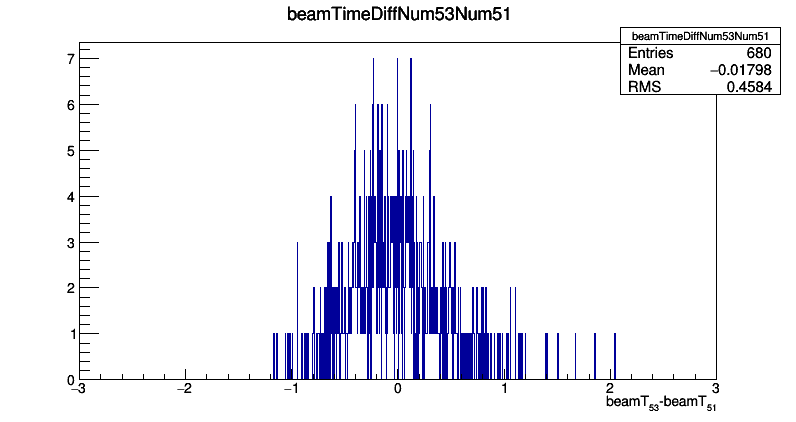 beamTimeDiffNum53Num51
beamTimeDiffNum53Num51
Entries 680
Mean −0.01798
RMS 0.4584
7
6
5
4
3
2
1
0
−3 −2 −1 0 1 2 3
beamT53-beamT51